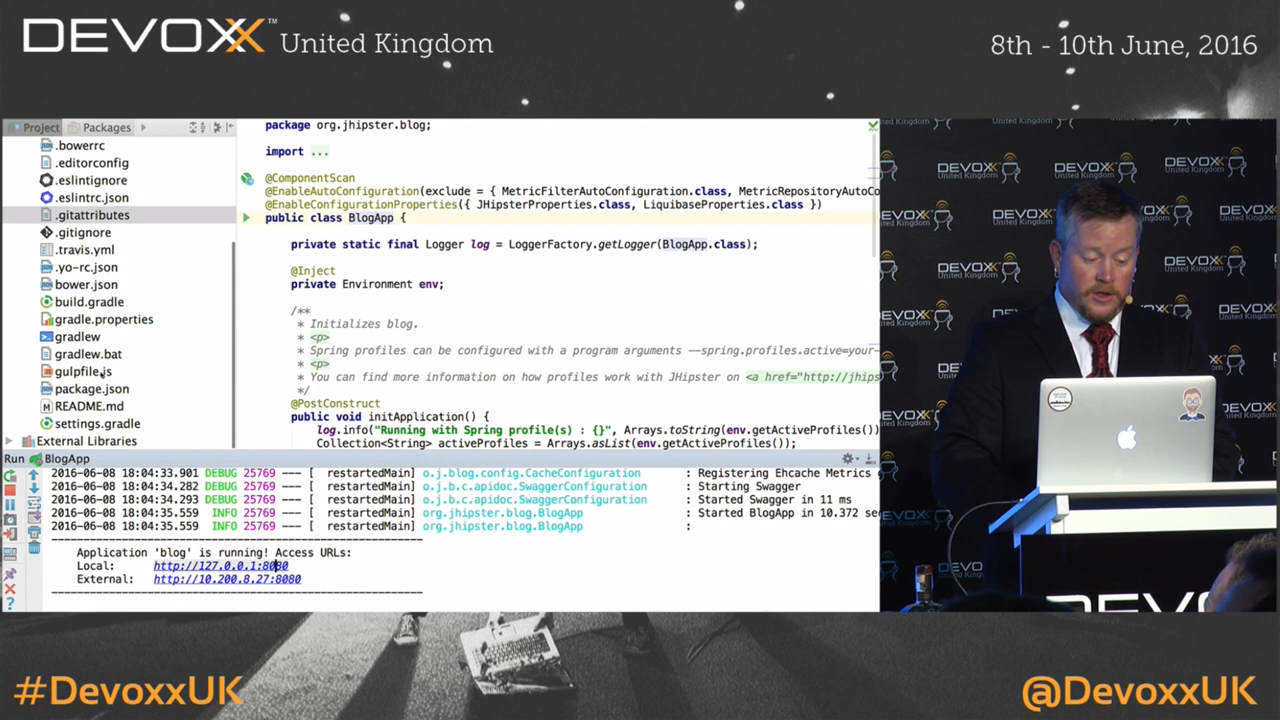 DEVOXX™ United Kingdom
8th - 10th June, 2016
Project Packages
.bowerrc
.editorconfig
.eslintignore
.eslintrc.json
.gitattributes
.gitignore
.travis.yml
.yo-rc.json
bower.json
build.gradle
gradle.properties
gradlew
gradlew.bat
gulpfile.js
package.json
README.md
settings.gradle
External Libraries
package org.jhipster.blog;
import ...
@ComponentScan
@EnableAutoConfiguration(exclude = { MetricFilterAutoConfiguration.class, MetricRepositoryAutoCo
@EnableConfigurationProperties({ JHipsterProperties.class, LiquibaseProperties.class })
public class BlogApp {
private static final Logger log = LoggerFactory.getLogger(BlogApp.class);
@Inject
private Environment env;
/**
* Initializes blog.
* <p>
* Spring profiles can be configured with a program arguments --spring.profiles.active=your-
* <p>
* You can find more information on how profiles work with JHipster on <a href="http://jhips
*/
@PostConstruct
public void initApplication() {
log.info("Running with Spring profile(s) : {}", Arrays.toString(env.getActiveProfiles())
Collection<String> activeProfiles = Arrays.asList(env.getActiveProfiles());
Run BlogApp
2016-06-08 18:04:33.901 DEBUG 25769 --- [ restartedMain] o.j.blog.config.CacheConfiguration : Registering Ehcache Metrics
2016-06-08 18:04:34.282 DEBUG 25769 --- [ restartedMain] o.j.b.c.apidoc.SwaggerConfiguration : Starting Swagger
2016-06-08 18:04:34.293 DEBUG 25769 --- [ restartedMain] o.j.b.c.apidoc.SwaggerConfiguration : Started Swagger in 11 ms
2016-06-08 18:04:35.559 INFO 25769 --- [ restartedMain] org.jhipster.blog.BlogApp : Started BlogApp in 10.372 sec
2016-06-08 18:04:35.559 INFO 25769 --- [ restartedMain] org.jhipster.blog.BlogApp :
----------------------------------------------------------
Application 'blog' is running! Access URLs:
Local: http://127.0.0.1:8080
External: http://10.200.8.27:8080
----------------------------------------------------------
DEVOXX United Kingdom
DEVOXX United Kingdom
DEVOXX United Kingdom
#DevoxxUK
@DevoxxUK